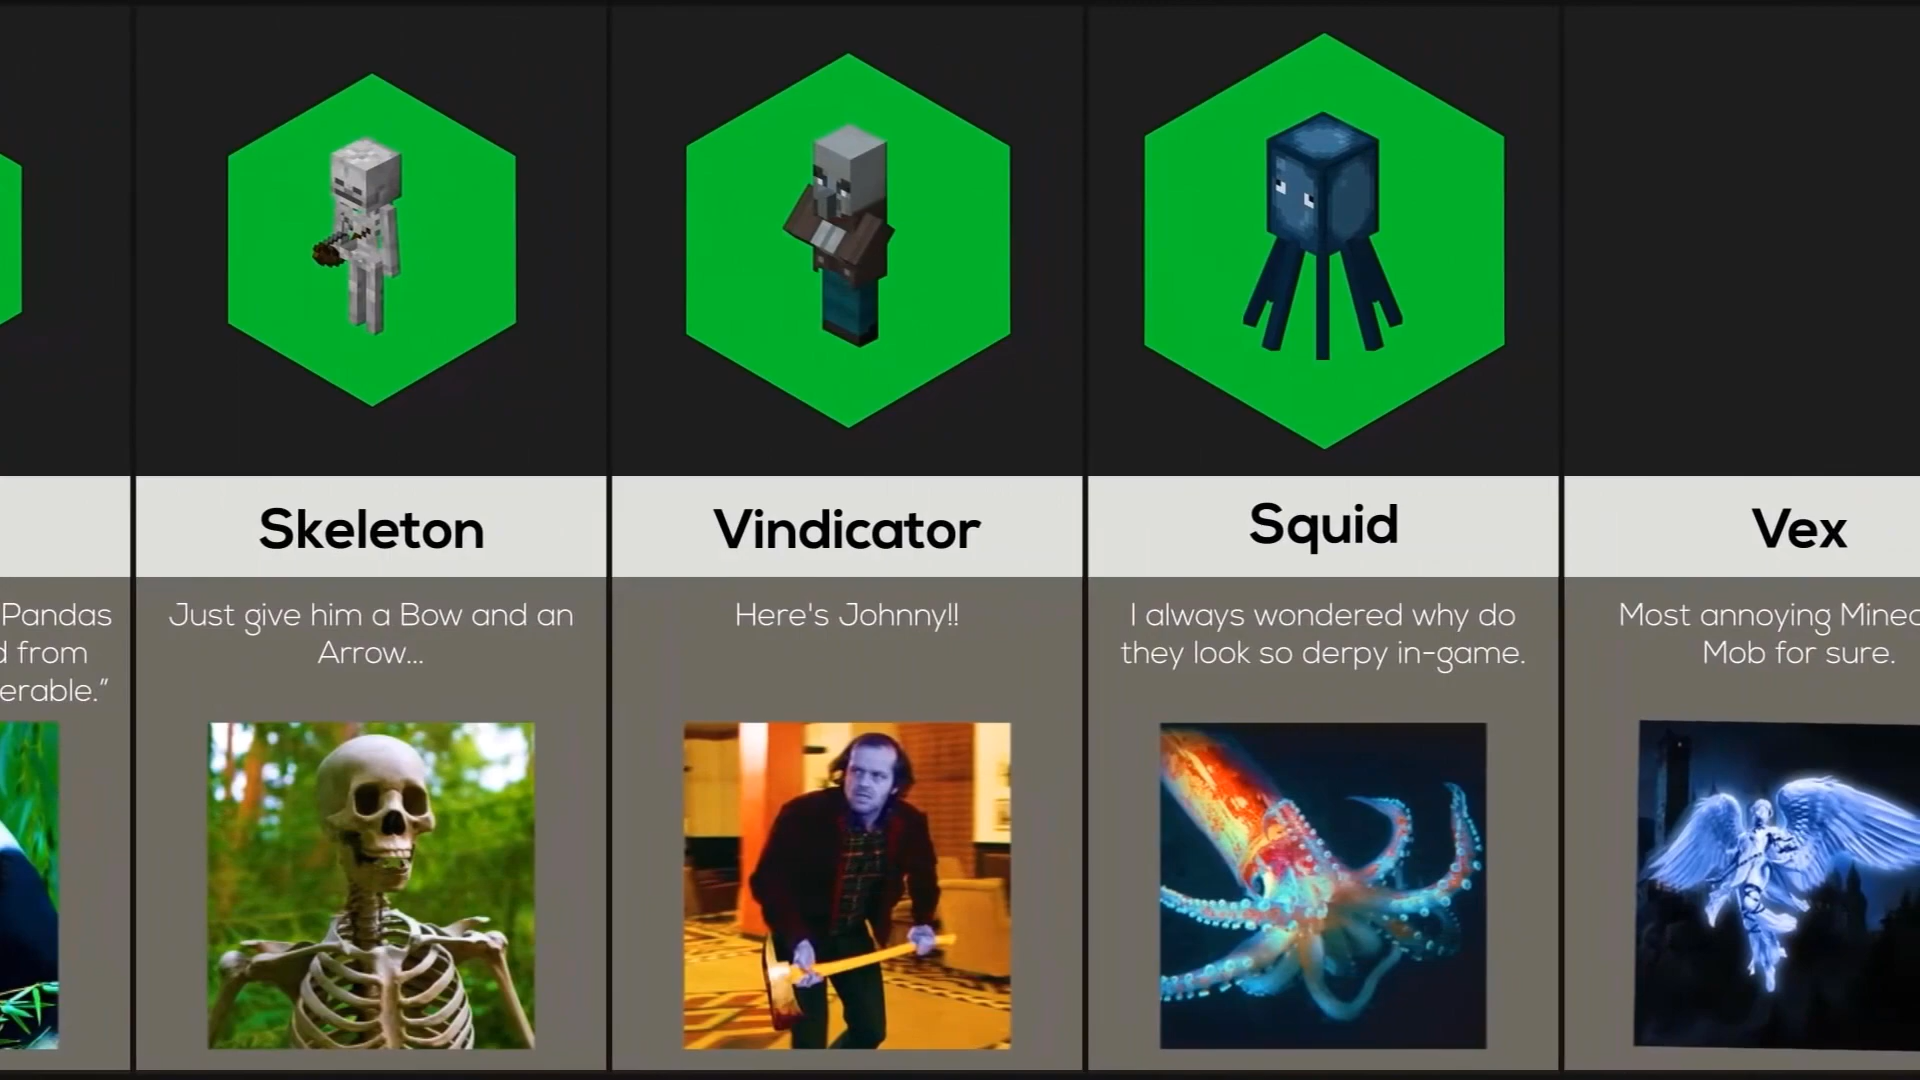 Skeleton
Vindicator
Squid
Vex
Pandas
from
erable.”
Just give him a Bow and an
Arrow...
Here's Johnny!!
I always wondered why do
they look so derpy in-game.
Most annoying Minec
Mob for sure.